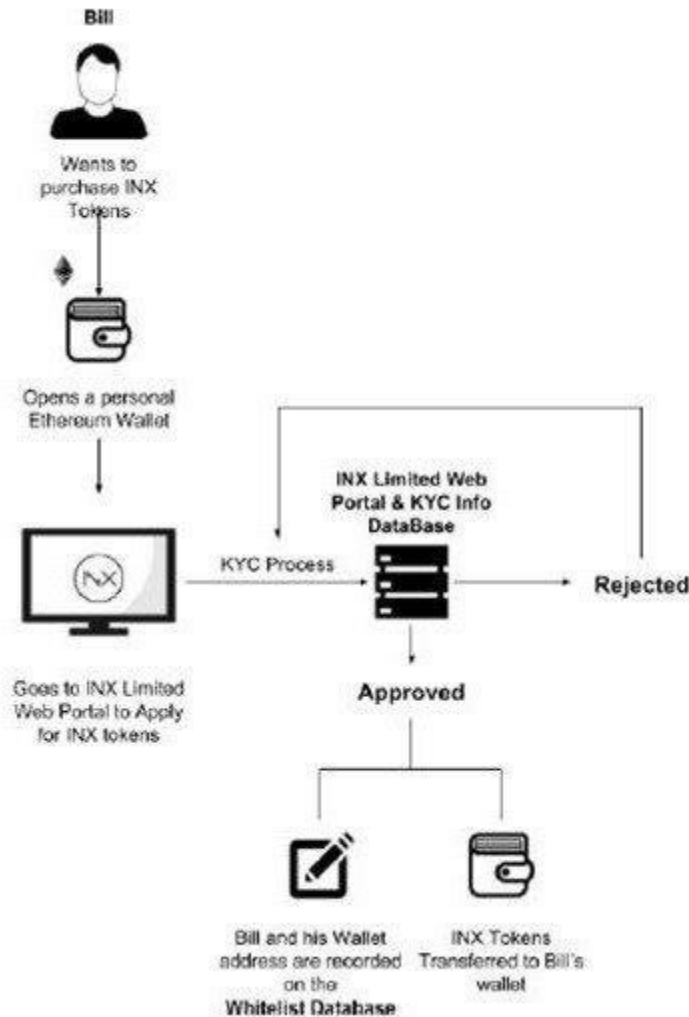 Bill
Wants to
purchase INX
Tokens
Opens a personal
Ethereum Wallet
INX Limited Web
Portal & KYC Info
DataBase
INX
KYC Process
Rejected
Goes to INX Limited
Web Portal to Apply
for INX tokens
Approved
Bill and his Wallet
address are recorded
on the
Whitelist Database
INX Tokens
Transferred to Bill's
wallet